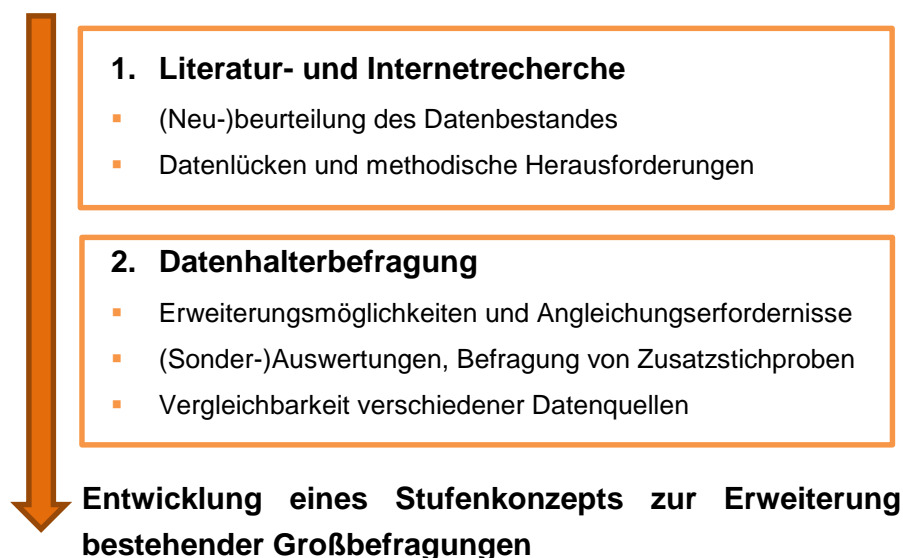 1. Literatur- und Internetrecherche
▪ (Neu-)beurteilung des Datenbestandes
▪ Datenlücken und methodische Herausforderungen
2. Datenhalterbefragung
▪ Erweiterungsmöglichkeiten und Angleichungserfordernisse
▪ (Sonder-)Auswertungen, Befragung von Zusatzstichproben
▪ Vergleichbarkeit verschiedener Datenquellen
Entwicklung eines Stufenkonzepts zur Erweiterung
bestehender Großbefragungen